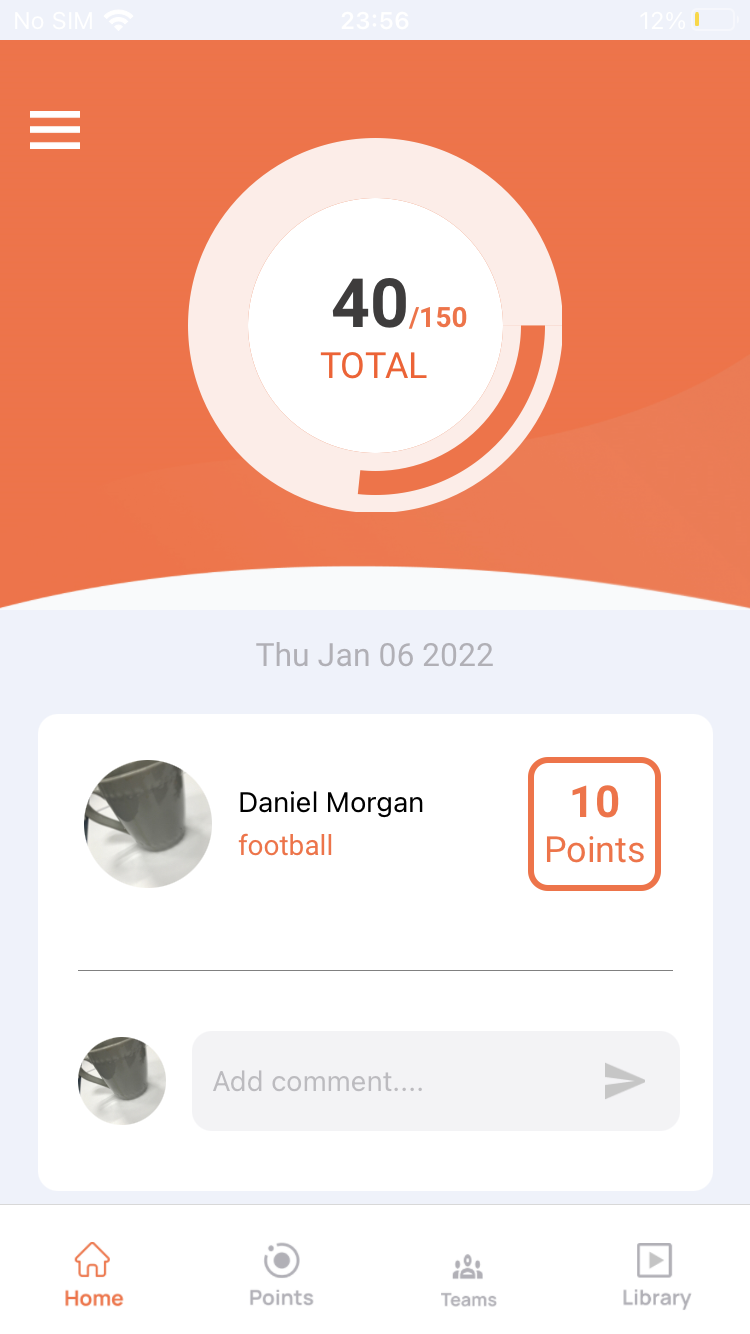 No SIM 23:56 12%
40/150
TOTAL
Thu Jan 06 2022
Daniel Morgan
football
10
Points
Add comment....
Home Points Teams Library